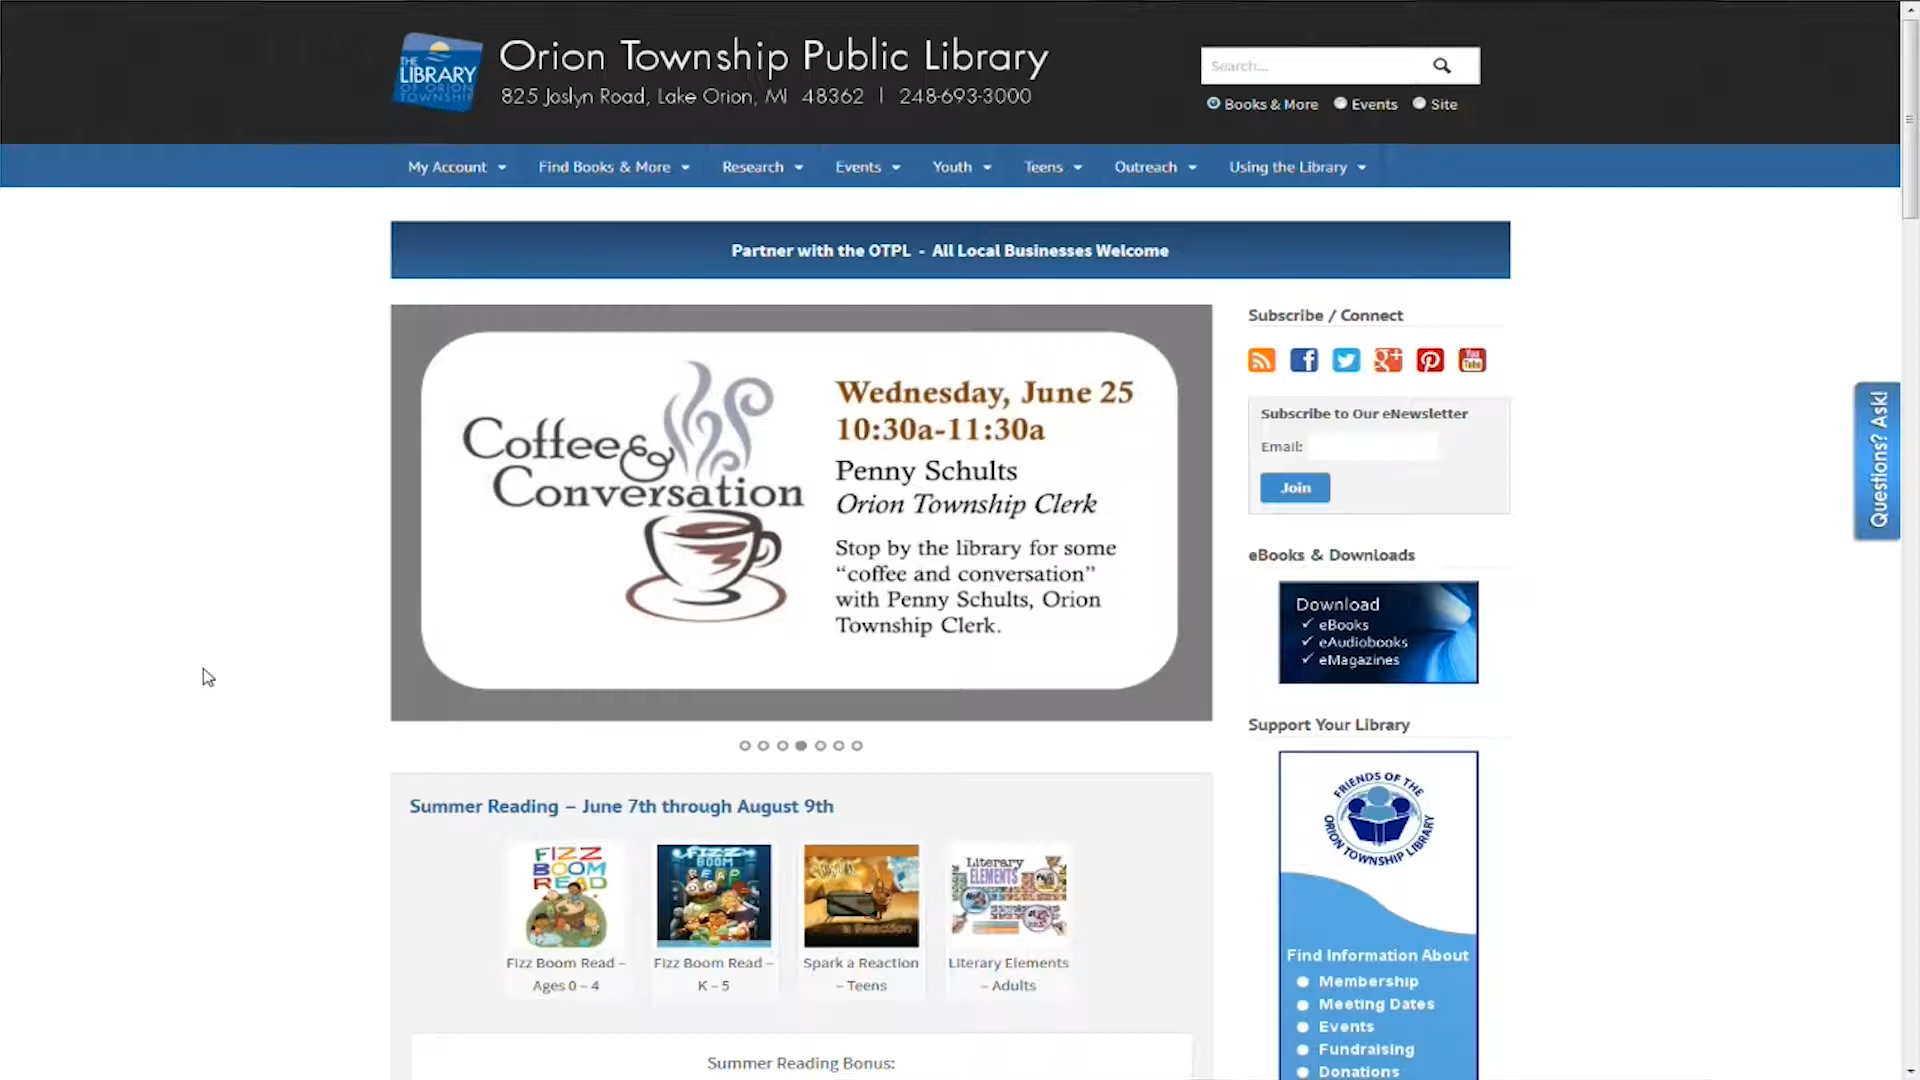 THE
LIBRARY
OF ORION
TOWNSHIP
Orion Township Public Library
825 Joslyn Road, Lake Orion, MI 48362 | 248-693-3000
Search...
Books & More Events Site
My Account Find Books & More Research Events Youth Teens Outreach Using the Library
Partner with the OTPL - All Local Businesses Welcome
Coffee &
Conversation
Wednesday, June 25
10:30a-11:30a
Penny Schults
Orion Township Clerk
Stop by the library for some
“coffee and conversation”
with Penny Schults, Orion
Township Clerk.
Subscribe / Connect
You
Tube
Subscribe to Our eNewsletter
Email:
Join
Questions? Ask!
eBooks & Downloads
Download
✓ eBooks
✓ eAudiobooks
✓ eMagazines
Support Your Library
FRIENDS OF THE
ORION TOWNSHIP LIBRARY
Find Information About
Membership
Meeting Dates
Events
Fundraising
Donations
Summer Reading – June 7th through August 9th
FIZZ
BOOM
READ
FIZZ
BOOM
READ
a Reaction
Literary
ELEMENTS
Fizz Boom Read –
Ages 0 – 4
Fizz Boom Read –
K – 5
Spark a Reaction
– Teens
Literary Elements
– Adults
Summer Reading Bonus: